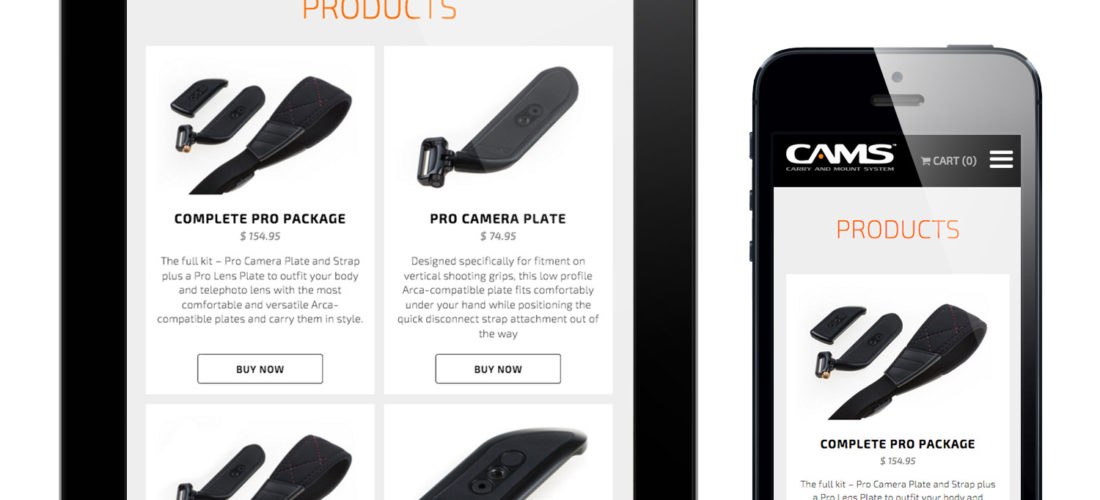 PRODUCTS
COMPLETE PRO PACKAGE
$ 154.95
The full kit – Pro Camera Plate and Strap
plus a Pro Lens Plate to outfit your body
and telephoto lens with the most
comfortable and versatile Arca-
compatible plates and carry them in style.
BUY NOW
PRO CAMERA PLATE
$ 74.95
Designed specifically for fitment on
vertical shooting grips, this low profile
Arca-compatible plate fits comfortably
under your hand while positioning the
quick disconnect strap attachment out of
the way
BUY NOW
CAMS™
CARRY AND MOUNT SYSTEM
CART (0)
PRODUCTS
COMPLETE PRO PACKAGE
$ 154.95
The full kit – Pro Camera Plate and Strap plus
a Pro Lens Plate to outfit your body and